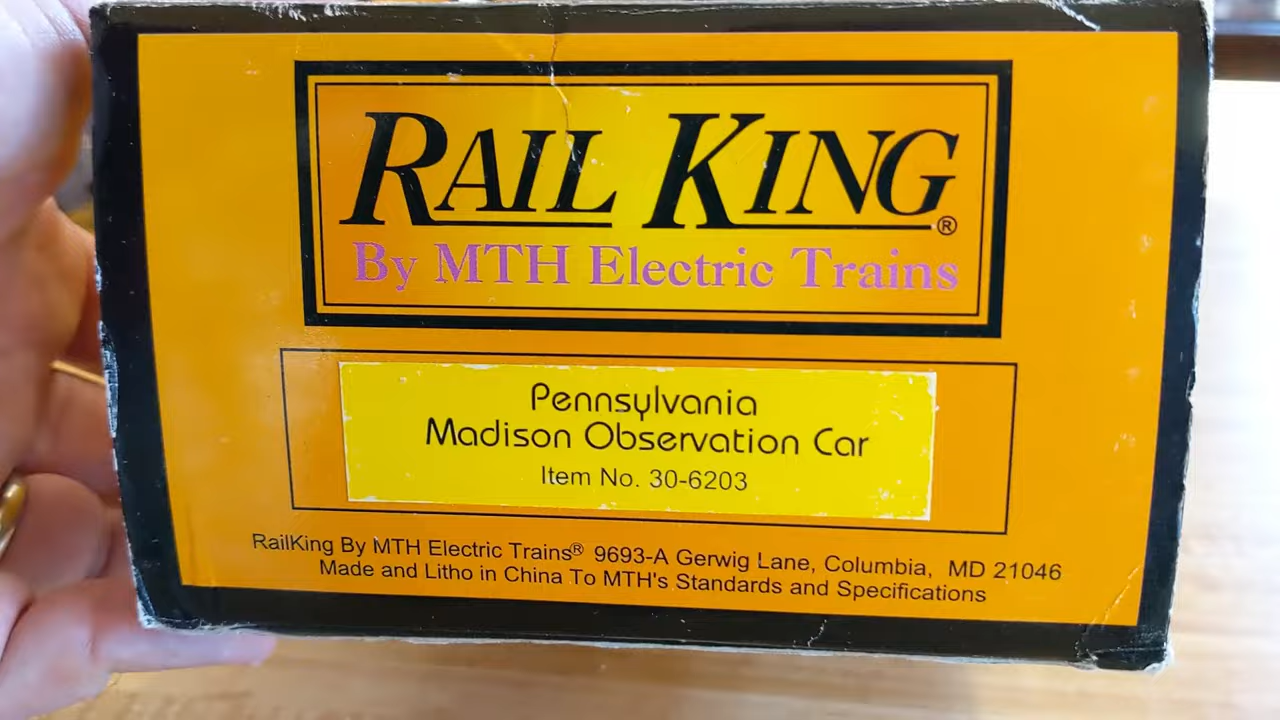 RAIL KING®
By MTH Electric Trains
Pennsylvania
Madison Observation Car
Item No. 30-6203
RailKing By MTH Electric Trains® 9693-A Gerwig Lane, Columbia, MD 21046
Made and Litho in China To MTH's Standards and Specifications